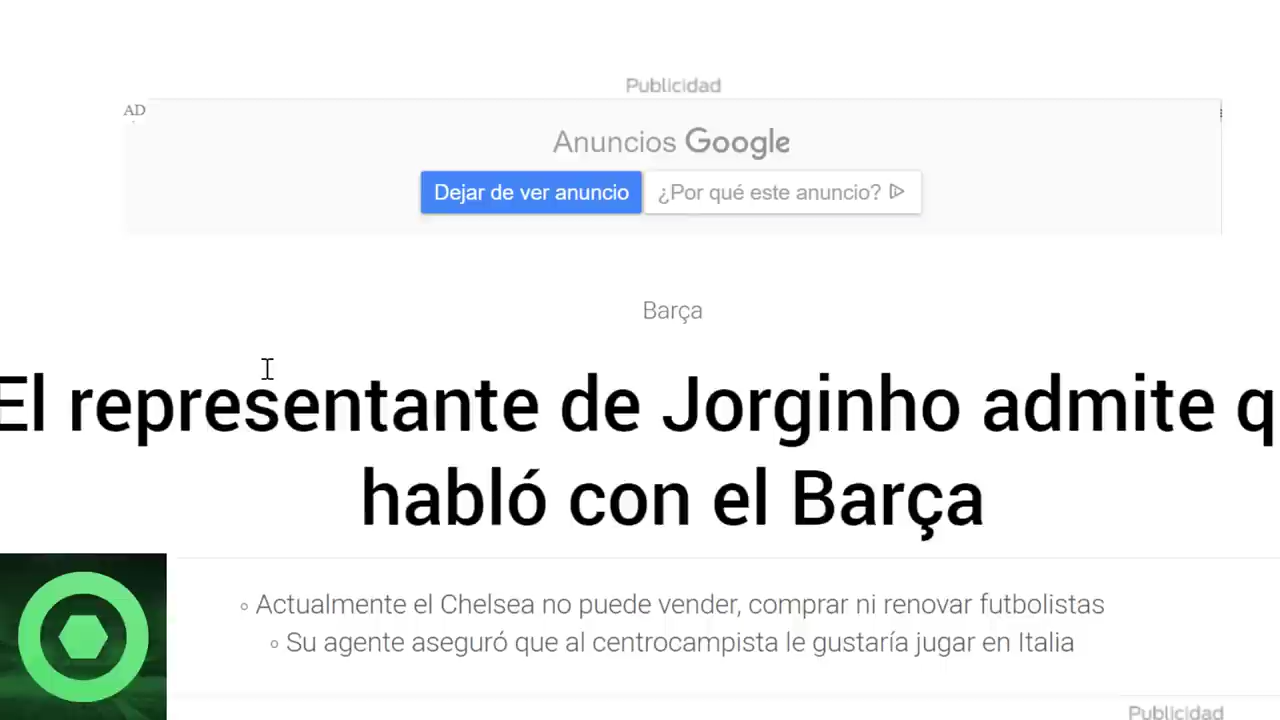 Publicidad
AD
Anuncios Google
Dejar de ver anuncio
¿Por qué este anuncio?
Barça
El representante de Jorginho admite q
habló con el Barça
Actualmente el Chelsea no puede vender, comprar ni renovar futbolistas
Su agente aseguró que al centrocampista le gustaría jugar en Italia
Publicidad